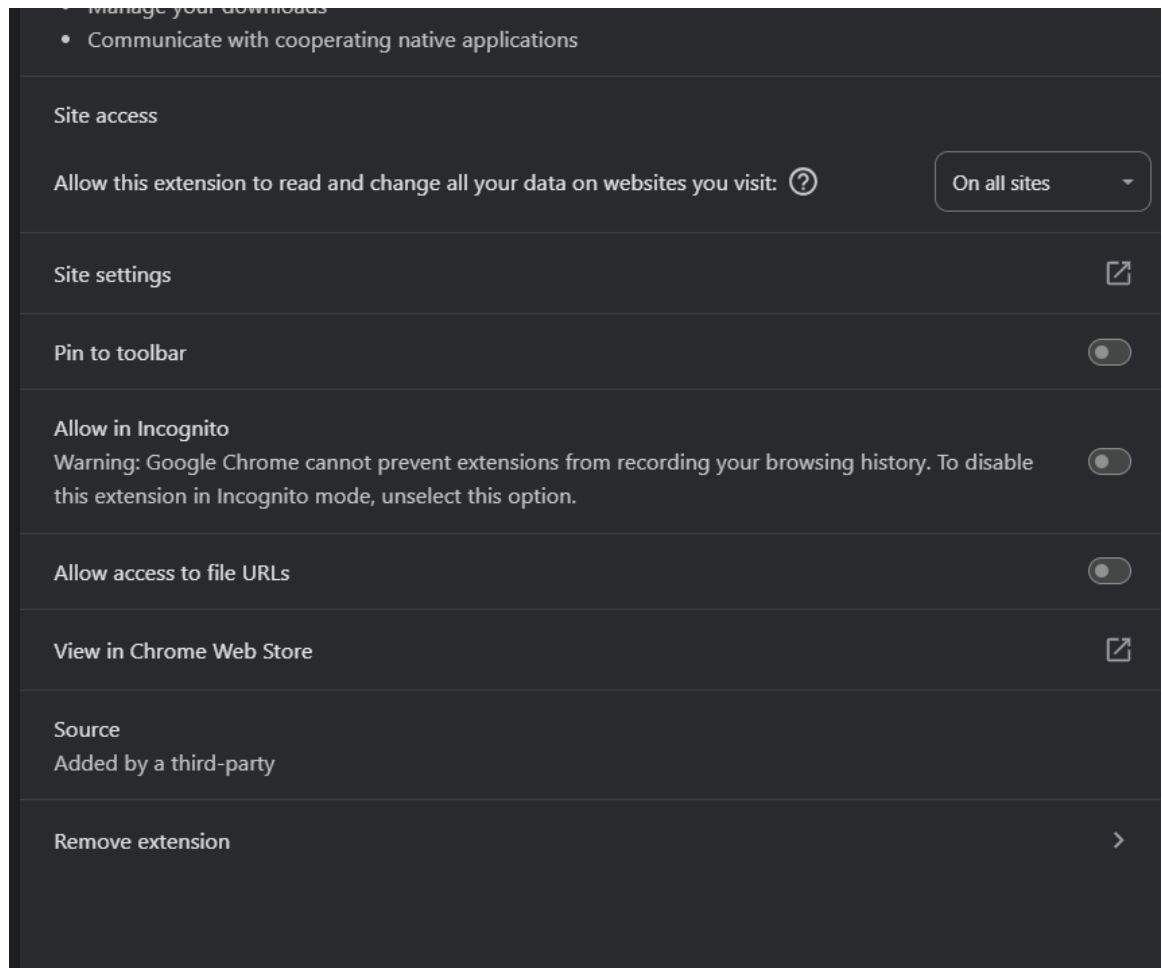 • Manage your downloads
• Communicate with cooperating native applications
Site access
Allow this extension to read and change all your data on websites you visit:
On all sites
Site settings
Pin to toolbar
Allow in Incognito
Warning: Google Chrome cannot prevent extensions from recording your browsing history. To disable
this extension in Incognito mode, unselect this option.
Allow access to file URLs
View in Chrome Web Store
Source
Added by a third-party
Remove extension